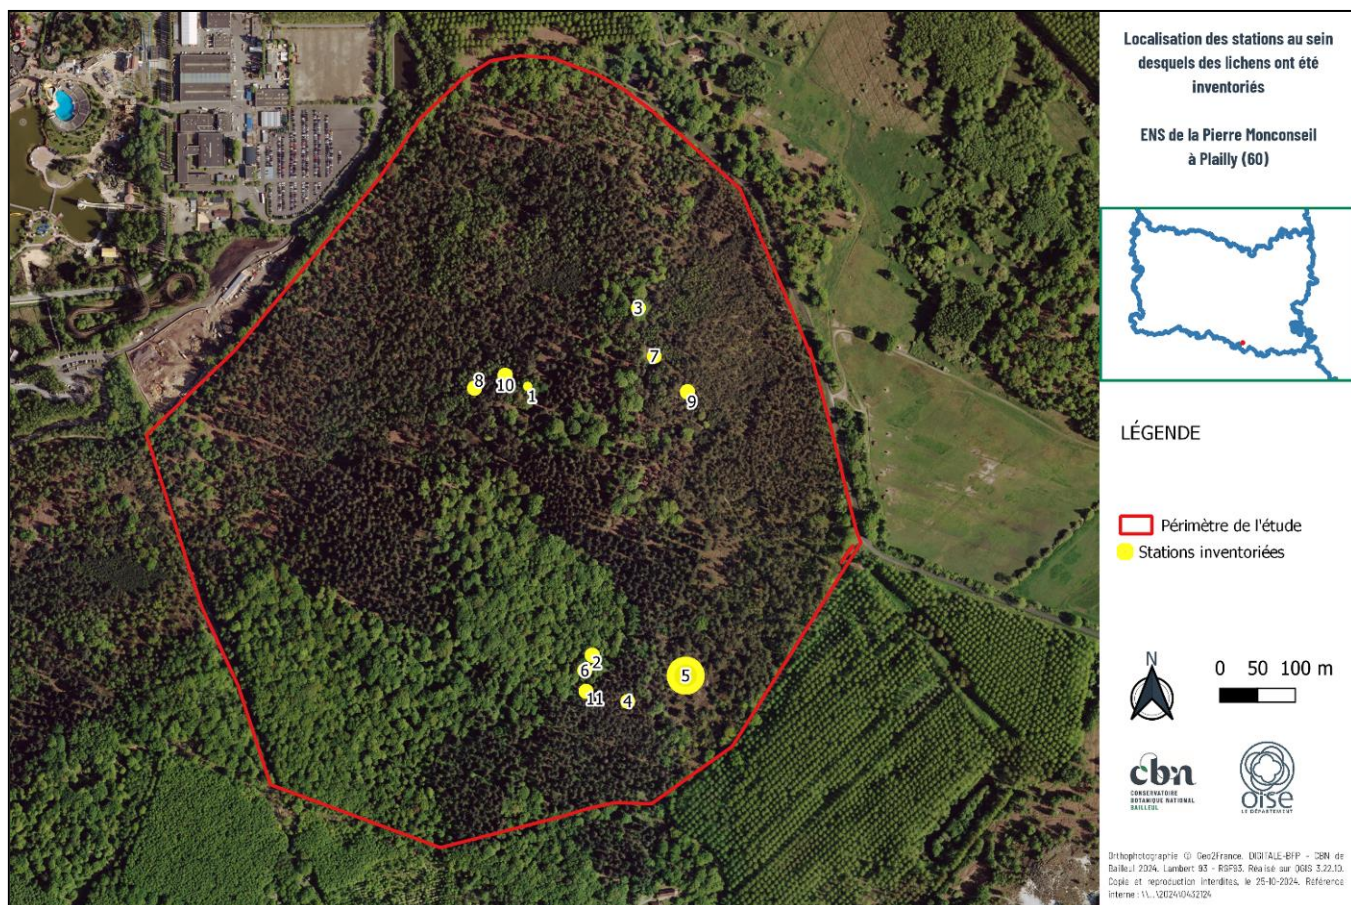 Localisation des stations au sein
desquels des lichens ont été
inventoriés
ENS de la Pierre Monconseil
à Plailly (60)
3
7
8
10
1
9
2
6
5
11
4
LÉGENDE
Périmètre de l'étude
Stations inventoriées
N
0 50 100 m
cbn
CONSERVATOIRE
BOTANIQUE NATIONAL
BAILLEUL
oise
LE DÉPARTEMENT
Orthophotographie © Geo2France. DIGITALE-BFP - CBN de
Bailleul 2024. Lambert 93 - RGF93. Réalisé sur QGIS 3.22.10.
Copie et reproduction interdites, le 25-10-2024. Référence
interne :